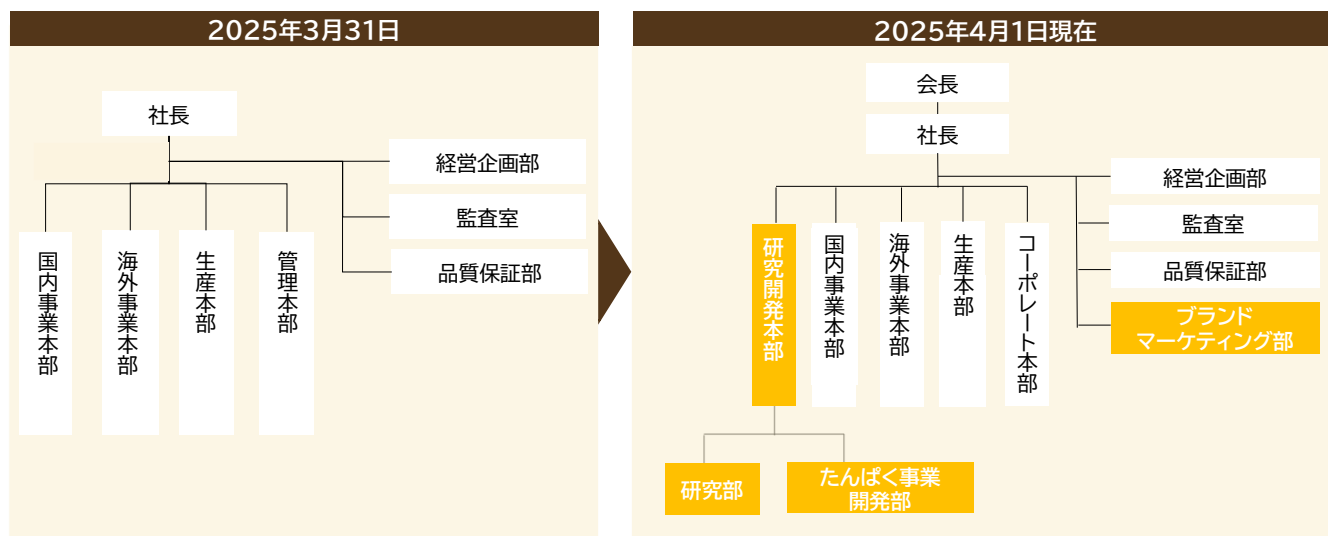 2025年3月31日
社長
経営企画部
監査室
品質保証部
国内事業本部
海外事業本部
生産本部
管理本部
2025年4月1日現在
会長
社長
経営企画部
監査室
品質保証部
ブランド
マーケティング部
研究開発本部
国内事業本部
海外事業本部
生産本部
コーポレート本部
研究部
たんぱく事業
開発部